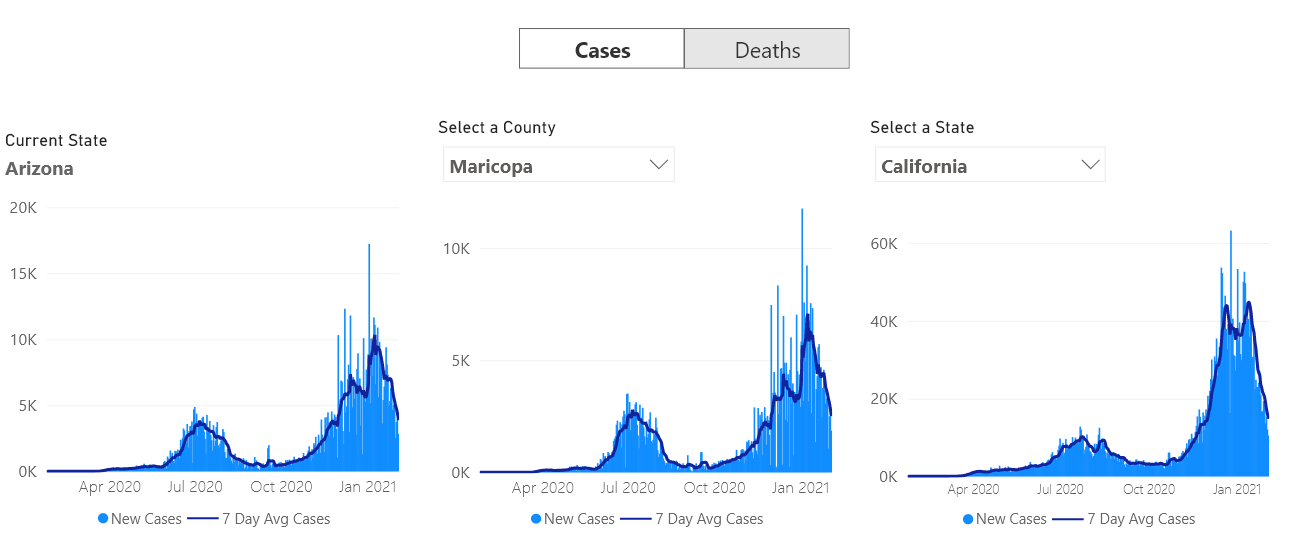 Cases Deaths
Current State
Arizona
20K
15K
10K
5K
0K
Apr 2020 Jul 2020 Oct 2020 Jan 2021
New Cases 7 Day Avg Cases
Select a County
Maricopa
10K
5K
0K
Apr 2020 Jul 2020 Oct 2020 Jan 2021
New Cases 7 Day Avg Cases
Select a State
California
60K
40K
20K
0K
Apr 2020 Jul 2020 Oct 2020 Jan 2021
New Cases 7 Day Avg Cases